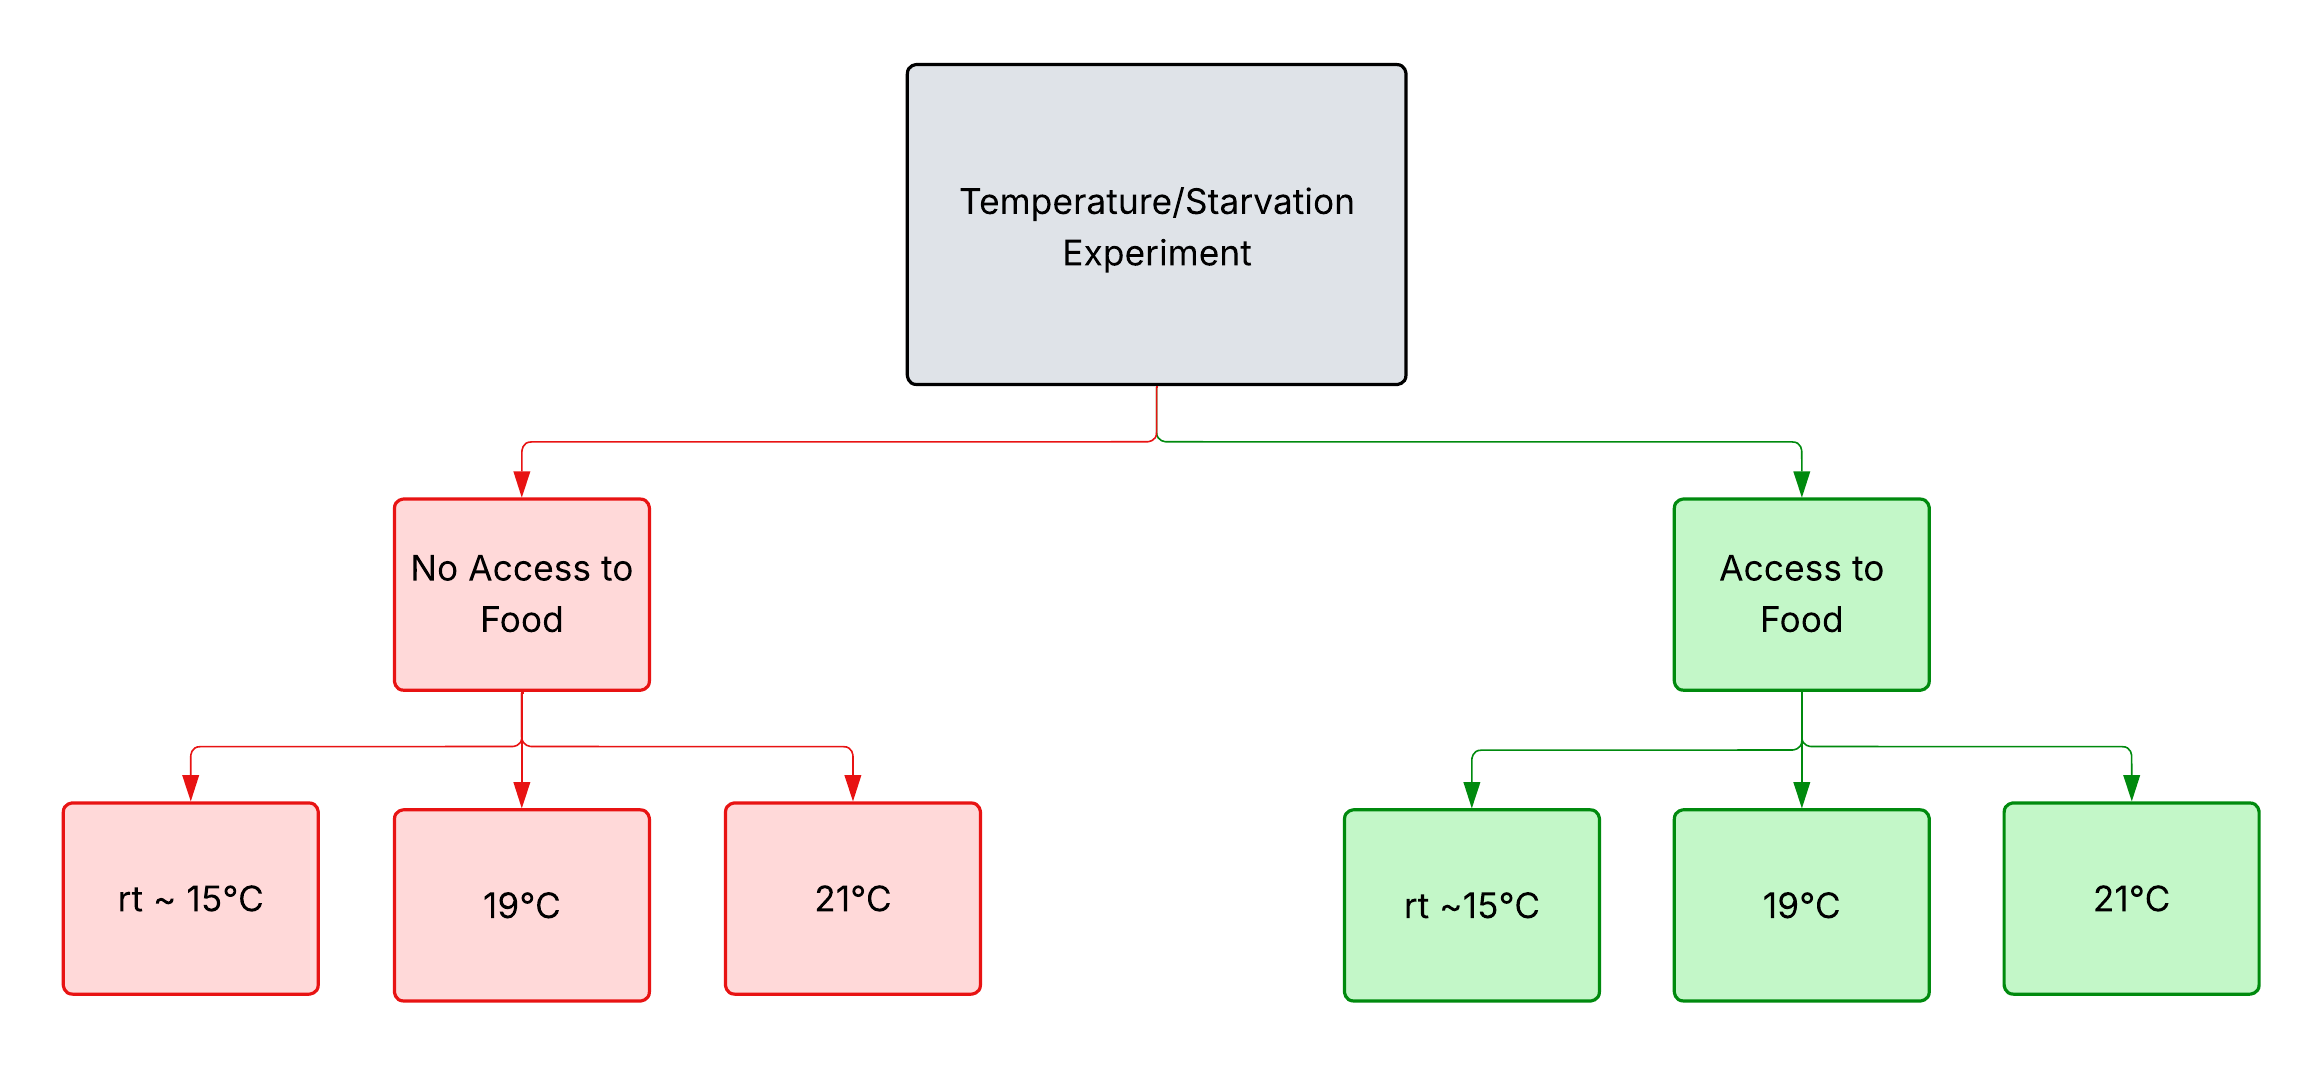 Temperature/Starvation
Experiment
No Access to
Food
Access to
Food
rt ~ 15°C
19°C
21°C
rt ~15°C
19°C
21°C